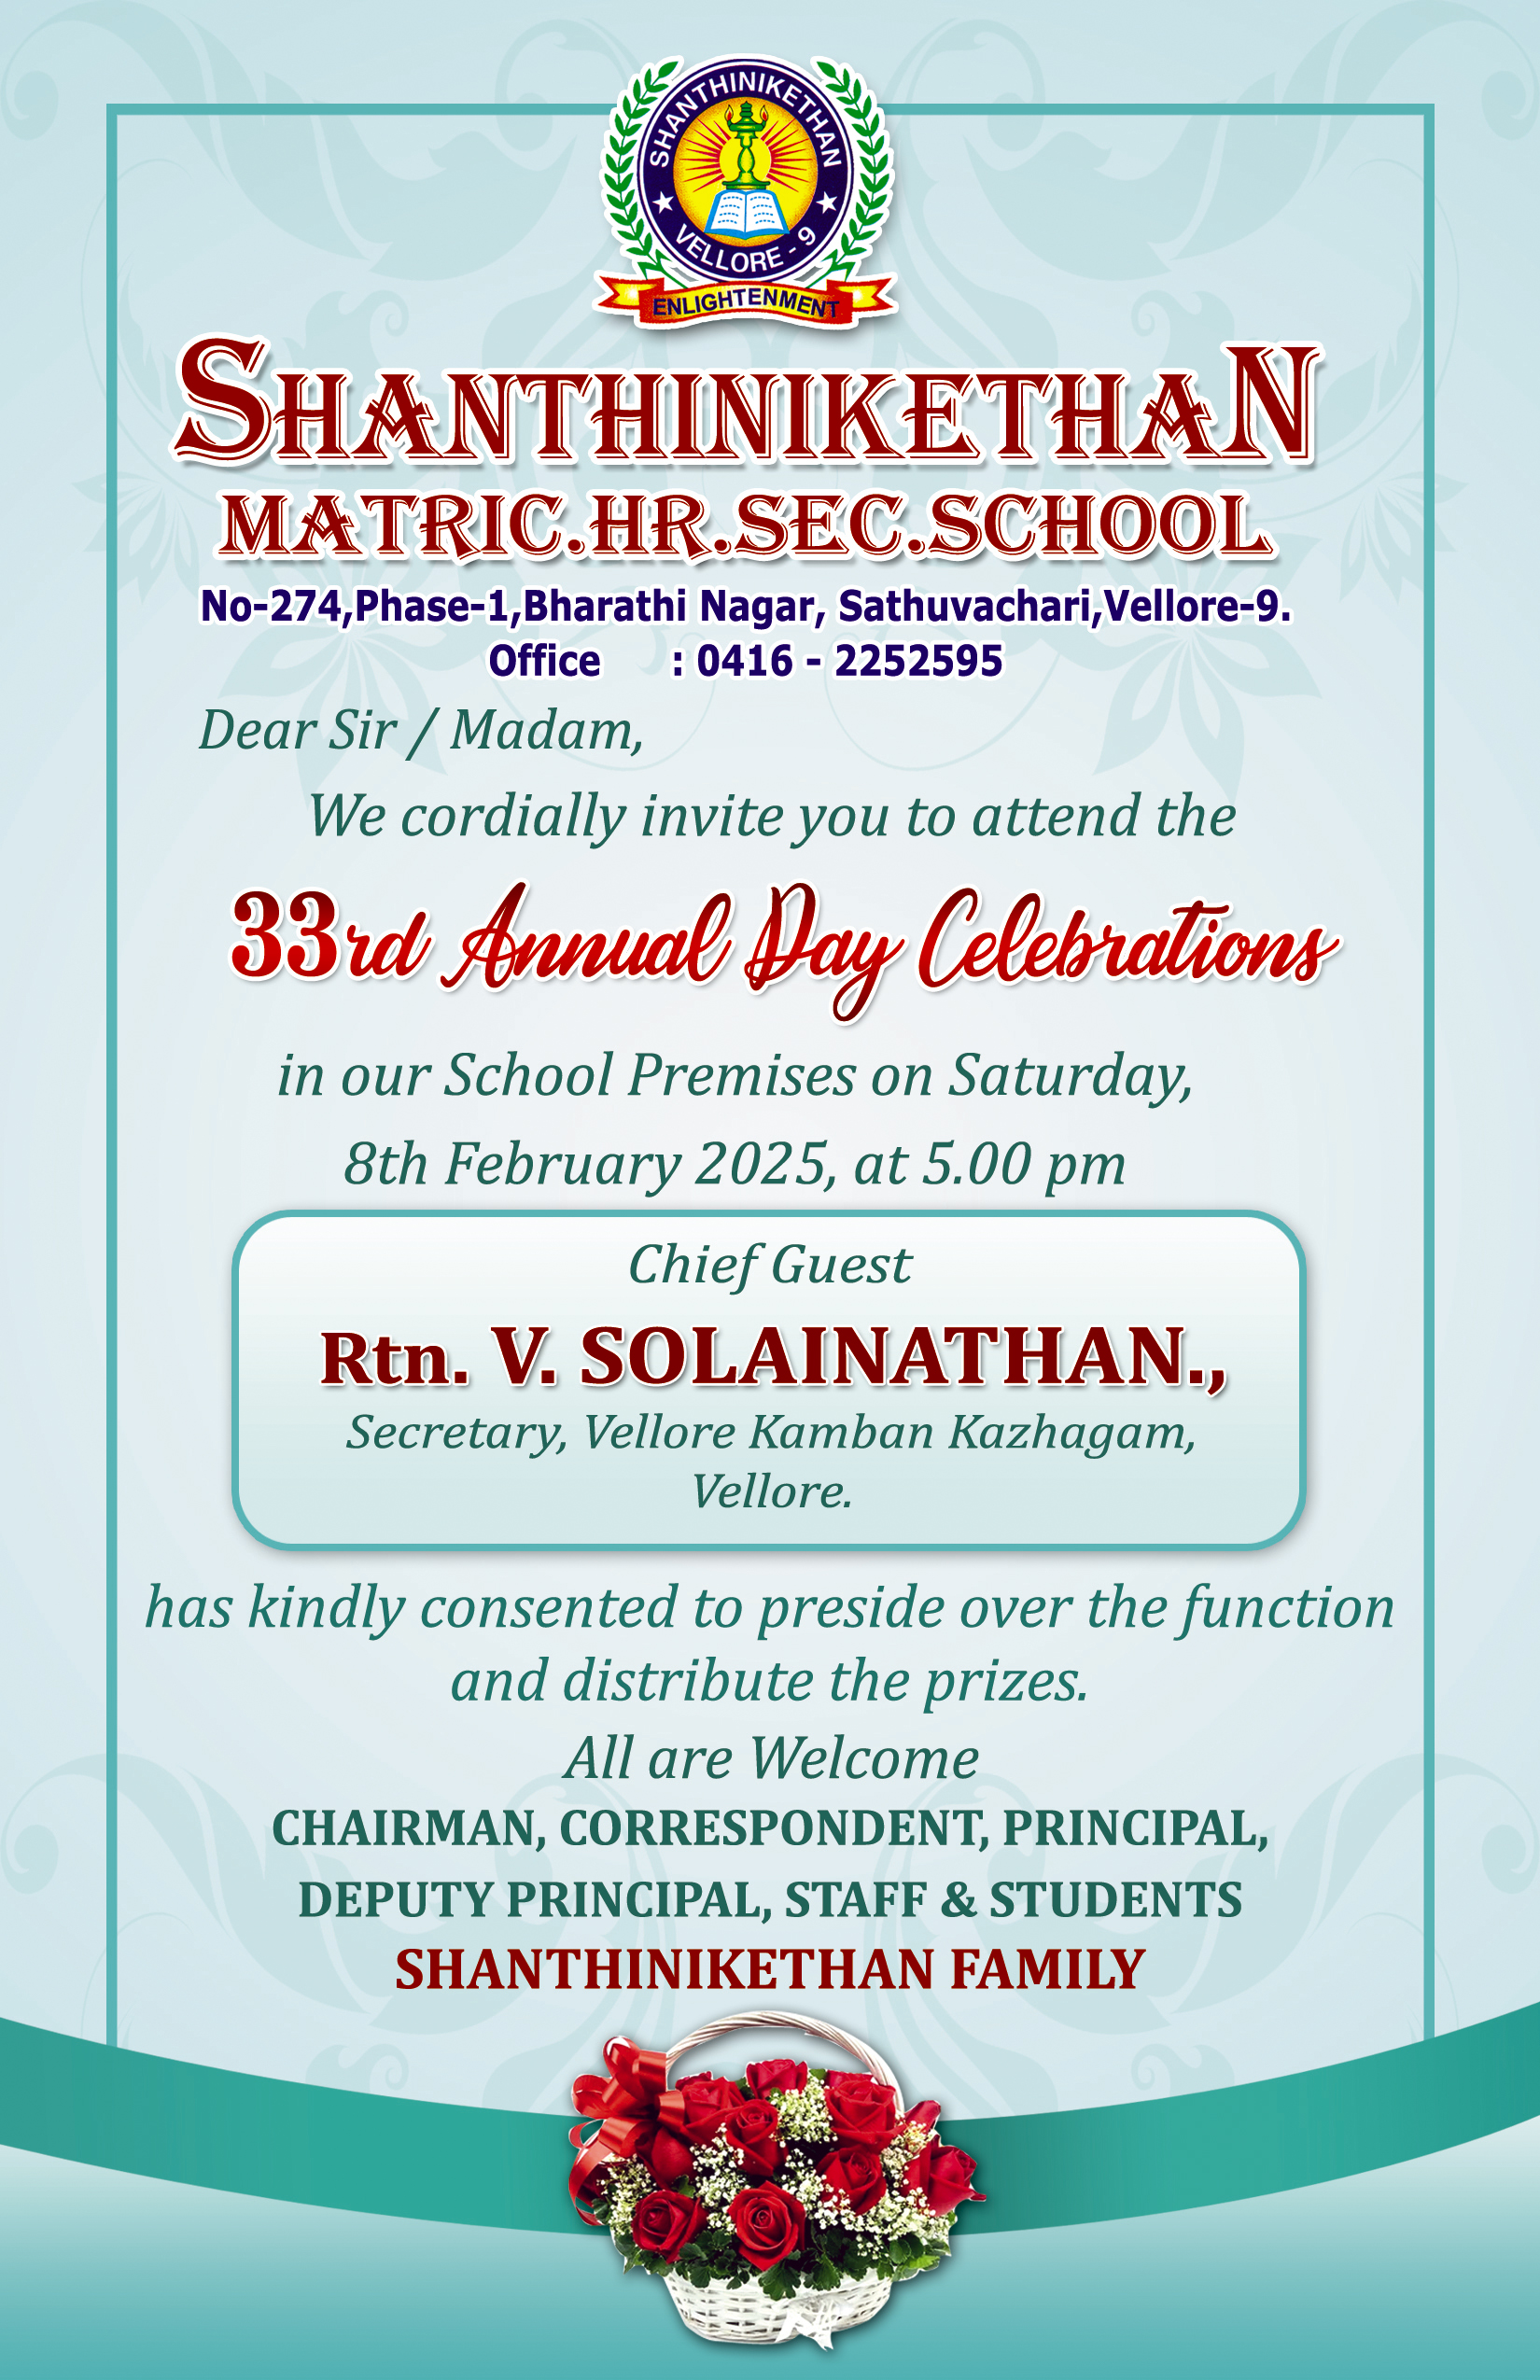 SHANTHINIKETHAN
VELLORE - 9
ENLIGHTENMENT
SHANTHINIKETHAN
MATRIC.HR.SEC.SCHOOL
No-274,Phase-1,Bharathi Nagar, Sathuvachari,Vellore-9.
Office : 0416 - 2252595
Dear Sir / Madam,
We cordially invite you to attend the
33rd Annual Day Celebrations
in our School Premises on Saturday,
8th February 2025, at 5.00 pm
Chief Guest
Rtn. V. SOLAINATHAN.,
Secretary, Vellore Kamban Kazhagam,
Vellore.
has kindly consented to preside over the function
and distribute the prizes.
All are Welcome
CHAIRMAN, CORRESPONDENT, PRINCIPAL,
DEPUTY PRINCIPAL, STAFF & STUDENTS
SHANTHINIKETHAN FAMILY